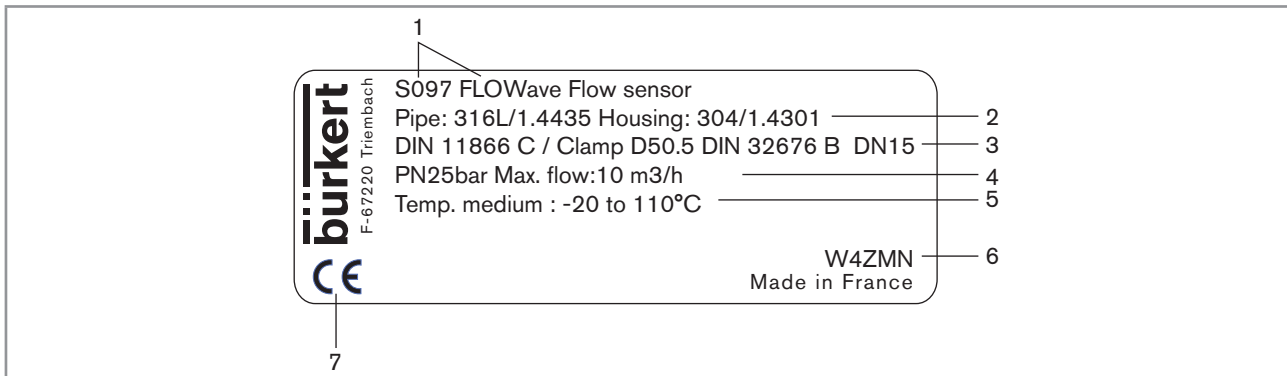 1
S097 FLOWave Flow sensor
Pipe: 316L/1.4435 Housing: 304/1.4301
2
DIN 11866 C / Clamp D50.5 DIN 32676 B DN15
3
PN25bar Max. flow:10 m3/h
4
Temp. medium : -20 to 110°C
5
bürkert
F-67220 Triembach
W4ZMN
6
Made in France
CE
7